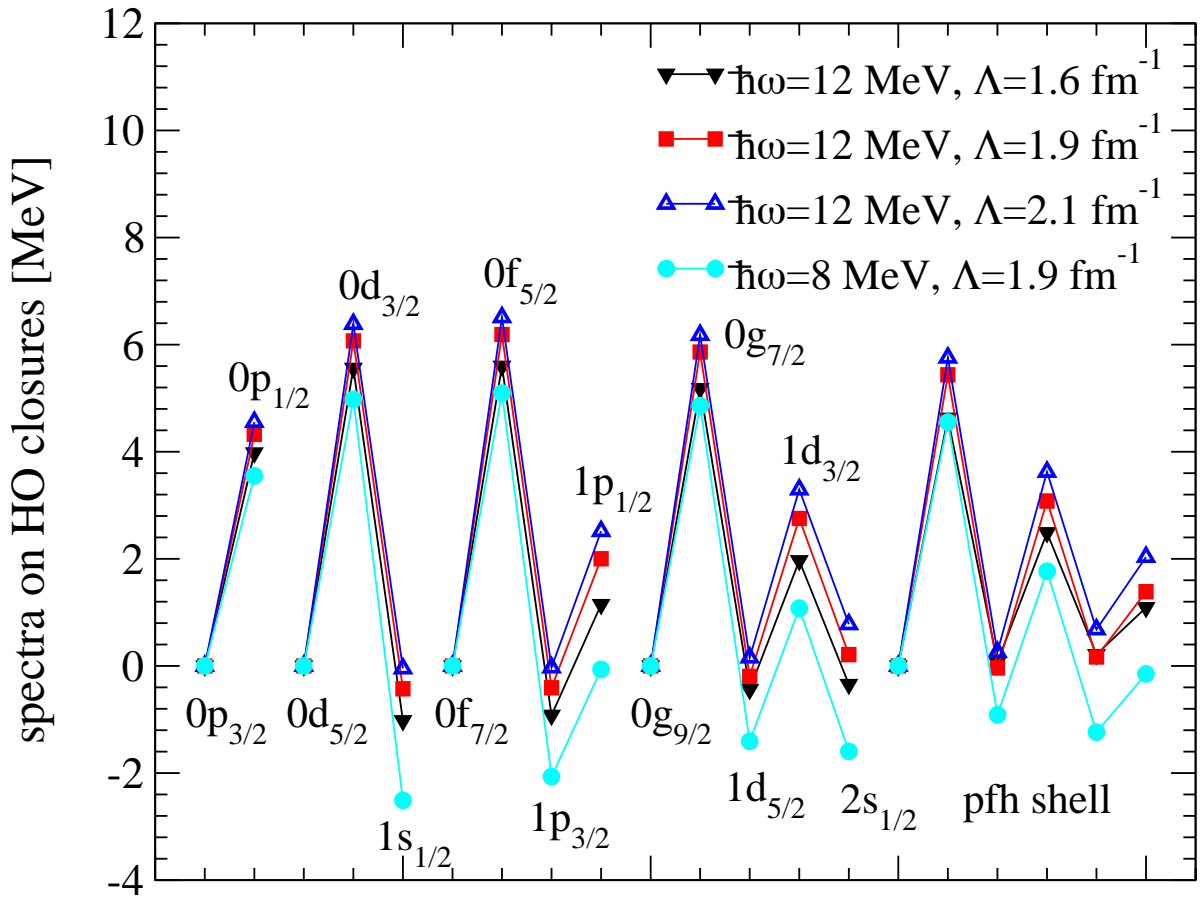 12
10
8
6
4
2
0
-2
-4
spectra on HO closures [MeV]
ħω=12 MeV, Λ=1.6 fm⁻¹
ħω=12 MeV, Λ=1.9 fm⁻¹
ħω=12 MeV, Λ=2.1 fm⁻¹
ħω=8 MeV, Λ=1.9 fm⁻¹
0d₃/₂
0f₅/₂
0g₇/₂
0p₁/₂
1d₃/₂
1p₁/₂
0p₃/₂
0d₅/₂
0f₇/₂
0g₉/₂
1d₅/₂
2s₁/₂
pfh shell
1s₁/₂
1p₃/₂